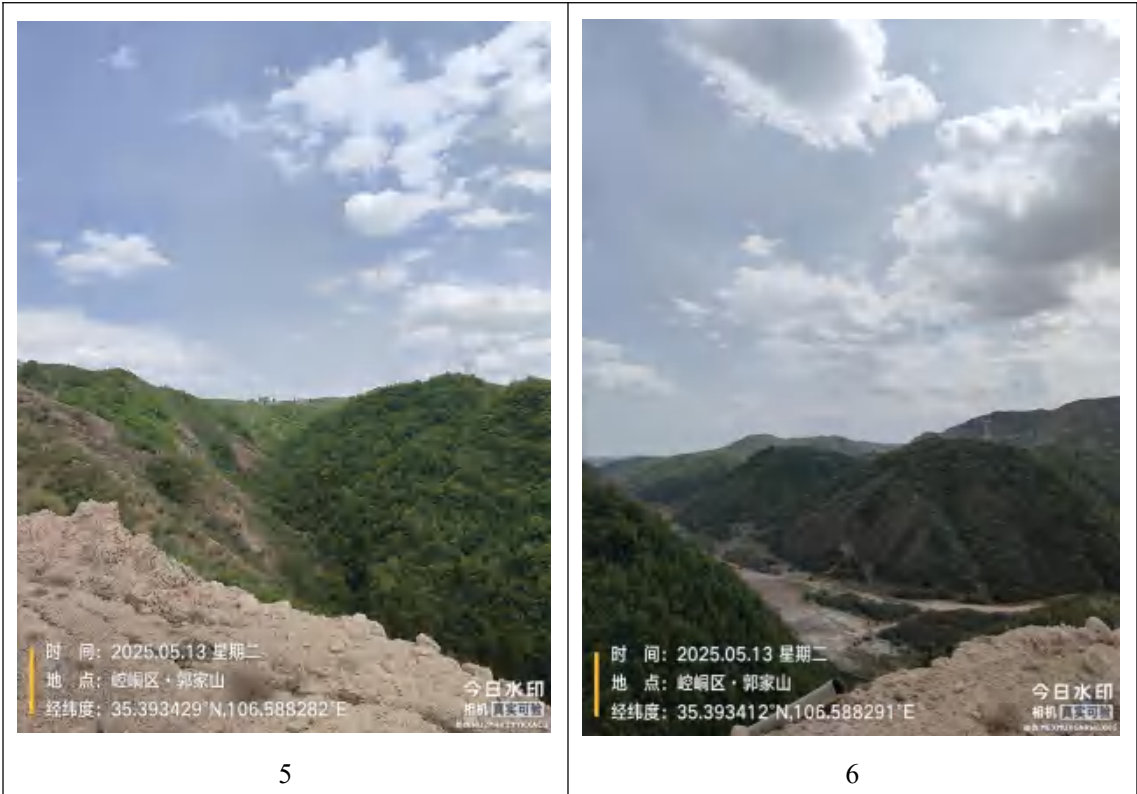 时 间：2025.05.13 星期二
地 点：崆峒区·郭家山
经纬度：35.393429°N,106.588282°E
今日水印
相机 真实可验
5
时 间：2025.05.13 星期二
地 点：崆峒区·郭家山
经纬度：35.393412°N,106.588291°E
今日水印
相机 真实可验
6